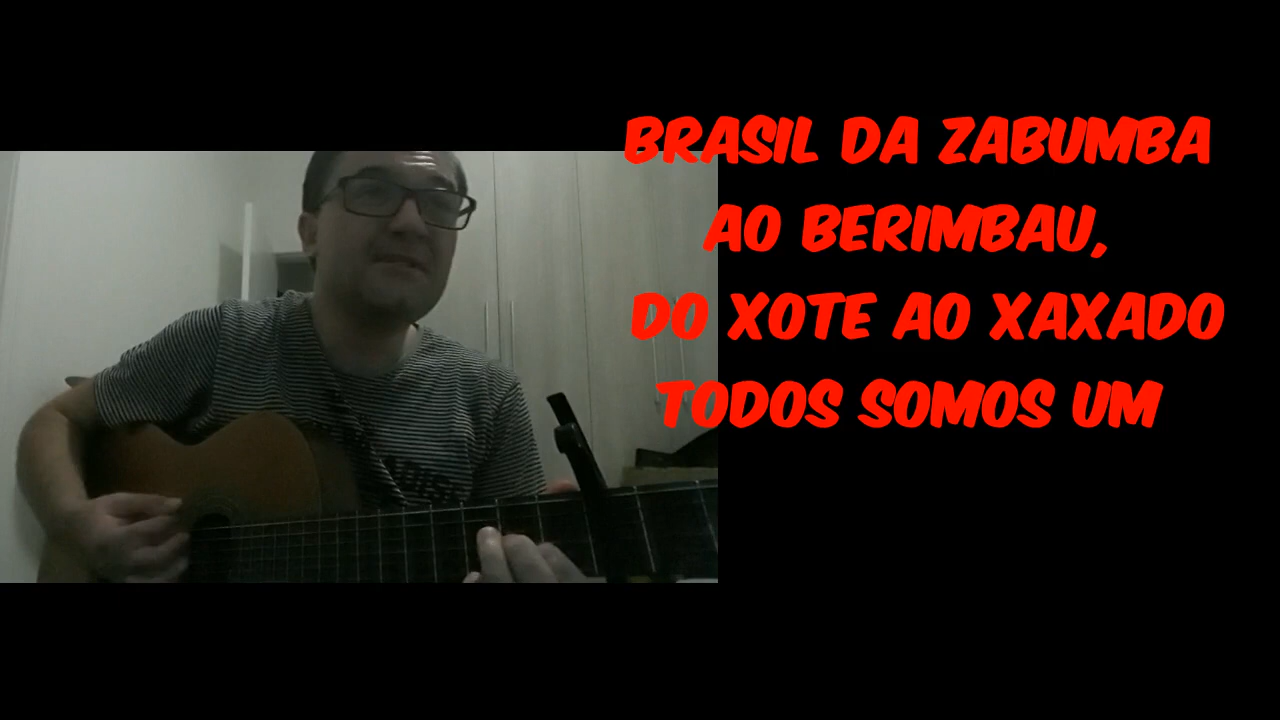 BRASIL DA ZABUMBA
AO BERIMBAU,
DO XOTE AO XAXADO
TODOS SOMOS UM